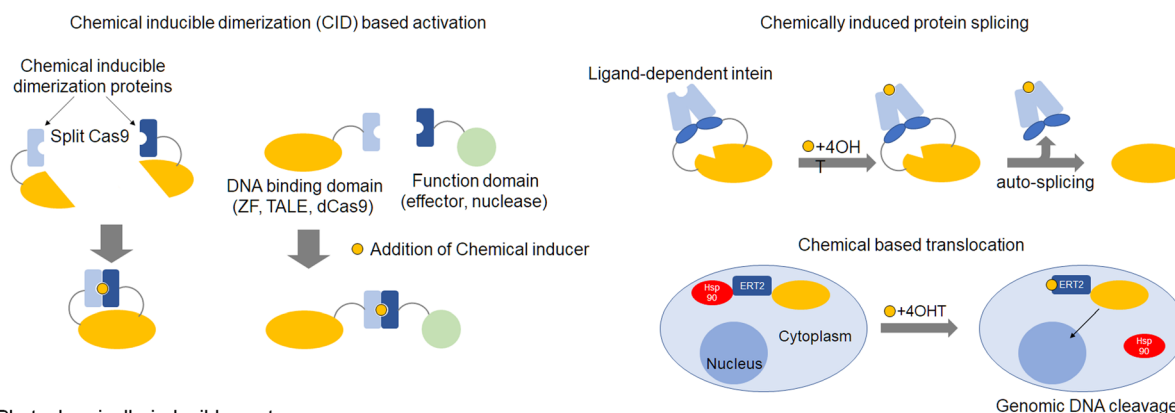 Chemical inducible dimerization (CID) based activation
Chemical inducible
dimerization proteins
Split Cas9
DNA binding domain
(ZF, TALE, dCas9)
Function domain
(effector, nuclease)
Addition of Chemical inducer
Chemically induced protein splicing
Ligand-dependent intein
+4OH
T
auto-splicing
Chemical based translocation
Hsp
90
ERT2
Cytoplasm
Nucleus
+4OHT
ERT2
Hsp
90
Genomic DNA cleavage